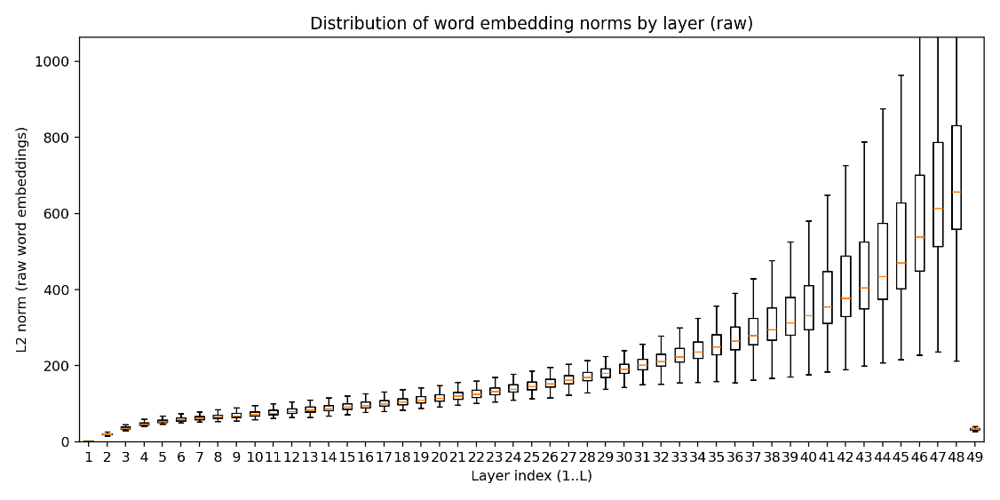 Distribution of word embedding norms by layer (raw)
L2 norm (raw word embeddings)
1000
800
600
400
200
0
1 2 3 4 5 6 7 8 9 10 11 12 13 14 15 16 17 18 19 20 21 22 23 24 25 26 27 28 29 30 31 32 33 34 35 36 37 38 39 40 41 42 43 44 45 46 47 48 49
Layer index (1..L)